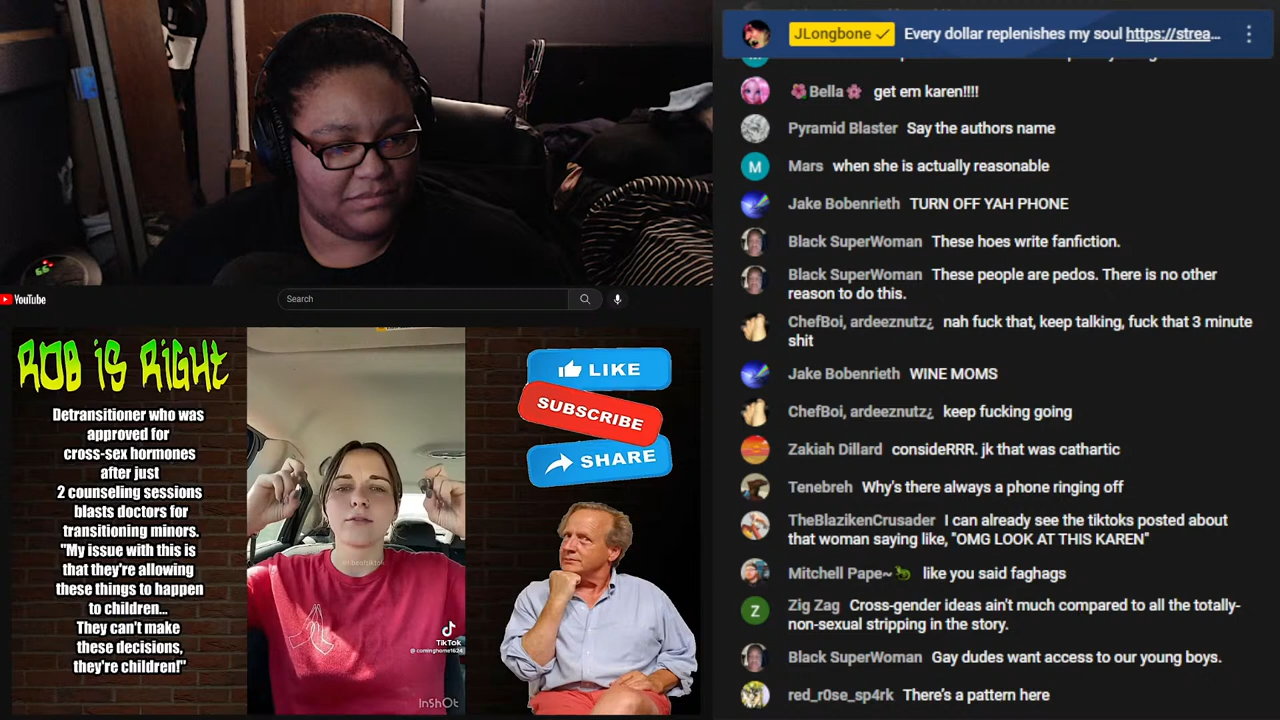 JLongbone ✓ Every dollar replenishes my soul https://strea...
🌺Bella🌸 get em karen!!!!
Pyramid Blaster Say the authors name
M Mars when she is actually reasonable
Jake Bobenrieth TURN OFF YAH PHONE
Black SuperWoman These hoes write fanfiction.
Black SuperWoman These people are pedos. There is no other
reason to do this.
ChefBoi, ardeeznutz¿ nah fuck that, keep talking, fuck that 3 minute
shit
Jake Bobenrieth WINE MOMS
ChefBoi, ardeeznutz¿ keep fucking going
Zakiah Dillard consideRRR. jk that was cathartic
Tenebreh Why's there always a phone ringing off
TheBlazikenCrusader I can already see the tiktoks posted about
that woman saying like, "OMG LOOK AT THIS KAREN"
Mitchell Pape~🦎 like you said faghags
Z Zig Zag Cross-gender ideas ain't much compared to all the totally-
non-sexual stripping in the story.
Black SuperWoman Gay dudes want access to our young boys.
red_r0se_sp4rk There's a pattern here
66
YouTube
Search
ROB iS RiGHT
Detransitioner who was
approved for
cross-sex hormones
after just
2 counseling sessions
blasts doctors for
transitioning minors.
"My issue with this is
that they're allowing
these things to happen
to children...
They can't make
these decisions,
they're children!"
TikTok
@cominghome1624
InShOt
LIKE
SUBSCRIBE
SHARE